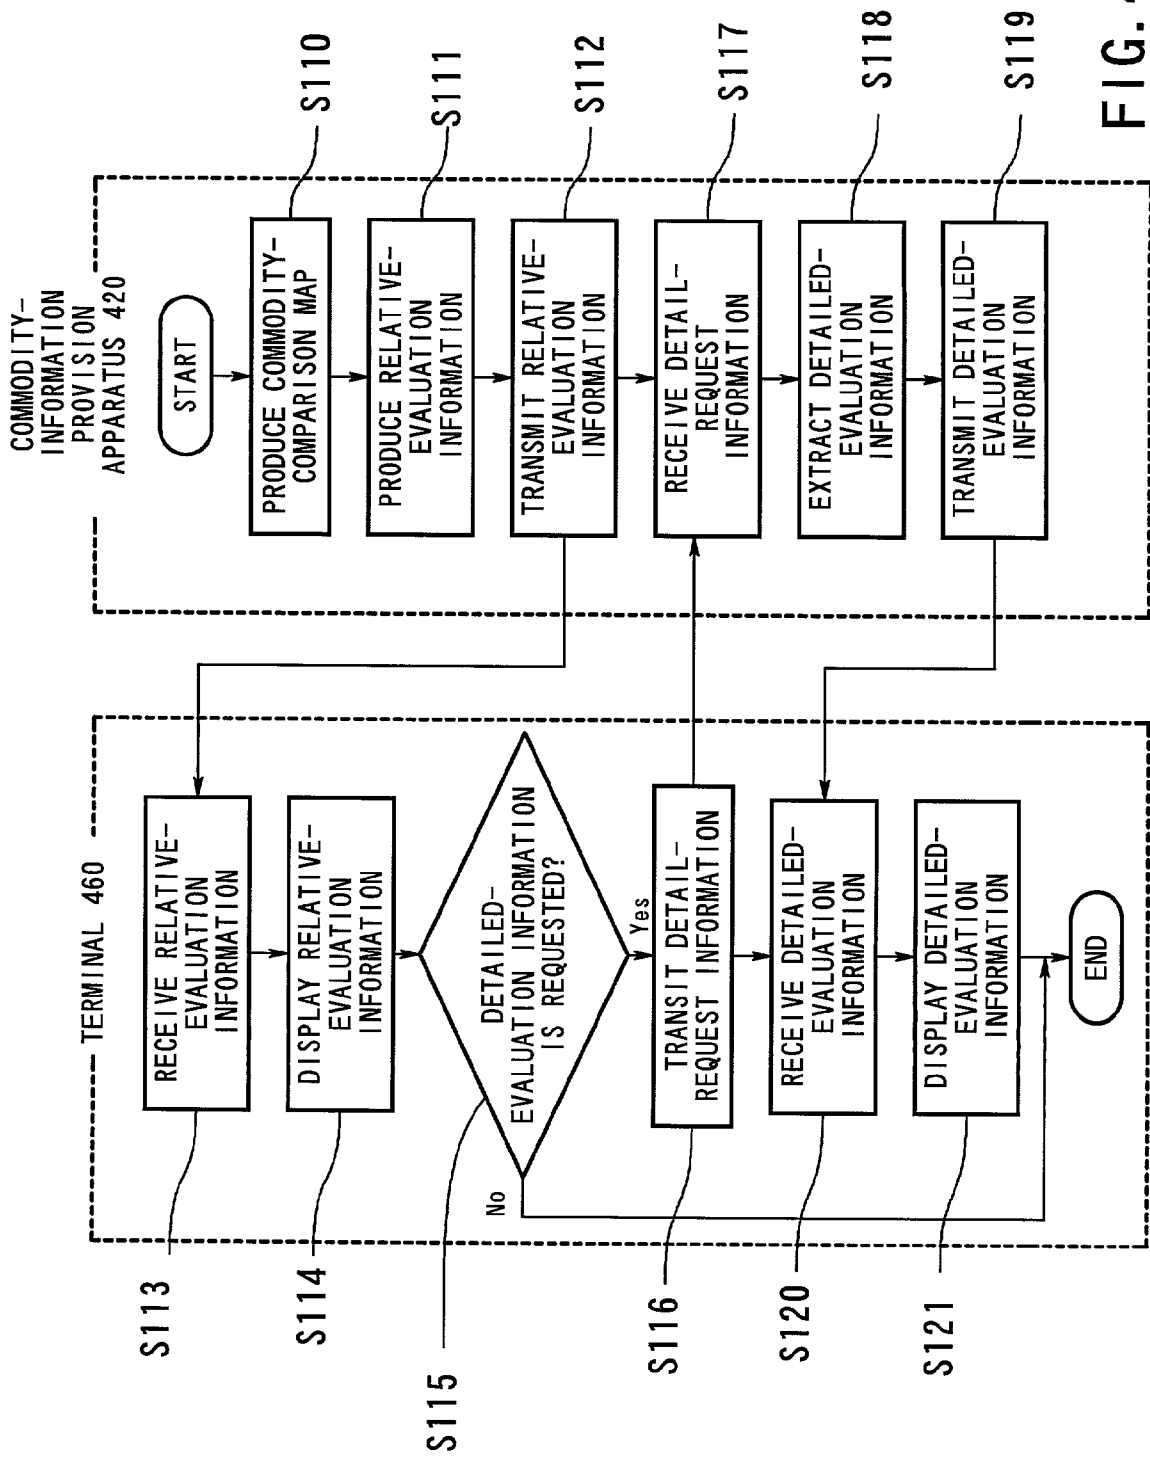 COMMODITY-
INFORMATION
PROVISION
APPARATUS 420
START
PRODUCE COMMODITY-
COMPARISON MAP
S110
PRODUCE RELATIVE-
EVALUATION
INFORMATION
S111
TRANSMIT RELATIVE-
EVALUATION
INFORMATION
S112
RECEIVE DETAIL-
REQUEST
INFORMATION
S117
EXTRACT DETAILED-
EVALUATION
INFORMATION
S118
TRANSMIT DETAILED-
EVALUATION
INFORMATION
S119
TERMINAL 460
RECEIVE RELATIVE-
EVALUATION
INFORMATION
S113
DISPLAY RELATIVE-
EVALUATION
INFORMATION
S114
DETAILED-
EVALUATION INFORMATION
IS REQUESTED?
S115
No
Yes
TRANSIT DETAIL-
REQUEST INFORMATION
S116
RECEIVE DETAILED-
EVALUATION
INFORMATION
S120
DISPLAY DETAILED-
EVALUATION
INFORMATION
S121
END
FIG.